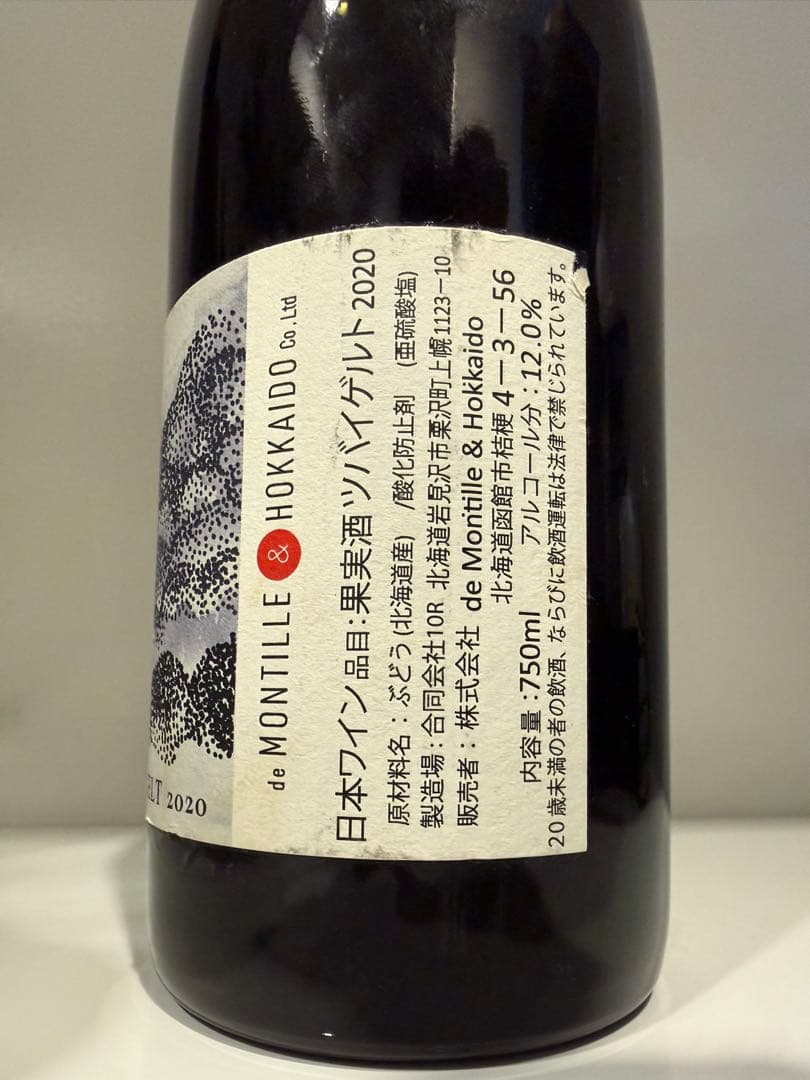 ELT 2020
de MONTILLE & HOKKAIDO Co.,Ltd
日本ワイン 品目:果実酒 ツバイゲルト 2020
原材料名:ぶどう(北海道産) /酸化防止剤 (亜硫酸塩)
製造場:合同会社10R 北海道岩見沢市栗沢町上幌1123-10
販売者: 株式会社 de Montille & Hokkaido
北海道函館市桔梗4-3-56
内容量:750ml アルコール分:12.0%
20歳未満の者の飲酒、ならびに飲酒運転は法律で禁じられています。